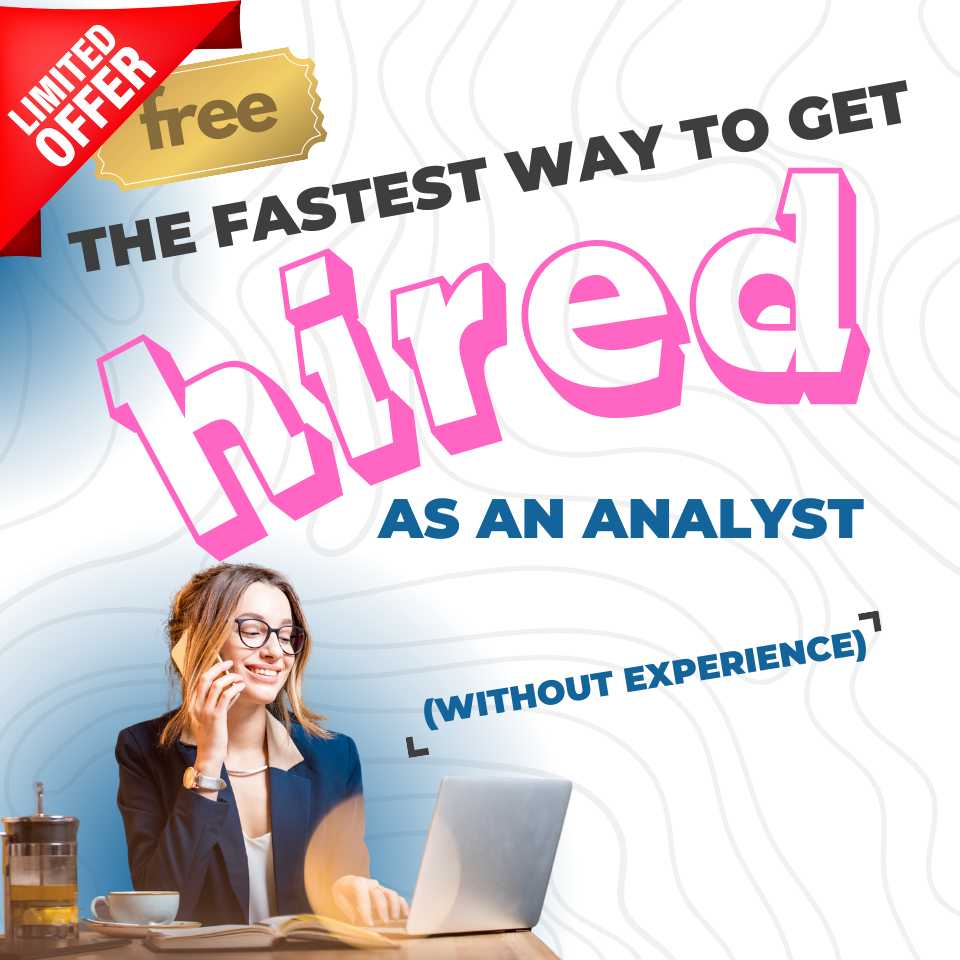 LIMITED
OFFER
free
THE FASTEST WAY TO GET
hired
AS AN ANALYST
(WITHOUT EXPERIENCE)